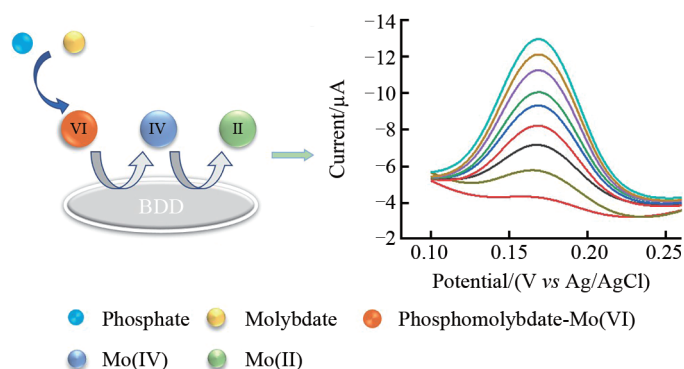 VI
IV
II
BDD
Current/μA
−14
−12
−10
−8
−6
−4
−2
0.10
0.15
0.20
0.25
Potential/(V vs Ag/AgCl)
Phosphate
Molybdate
Phosphomolybdate-Mo(VI)
Mo(IV)
Mo(II)